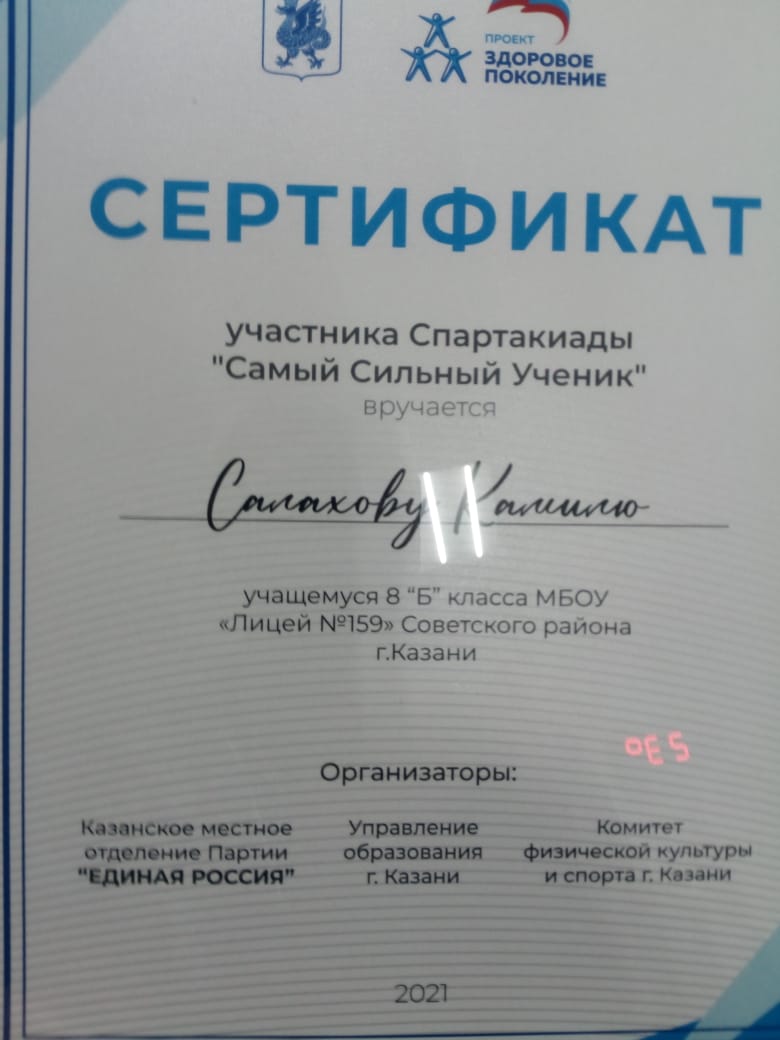 ПРОЕКТ
ЗДОРОВОЕ
ПОКОЛЕНИЕ
СЕРТИФИКАТ
участника Спартакиады
"Самый Сильный Ученик"
вручается
Салахову Камилю
учащемуся 8 “Б” класса МБОУ
«Лицей №159» Советского района
г.Казани
Организаторы:
Казанское местное
отделение Партии
"ЕДИНАЯ РОССИЯ"
Управление
образования
г. Казани
Комитет
физической культуры
и спорта г. Казани
2021